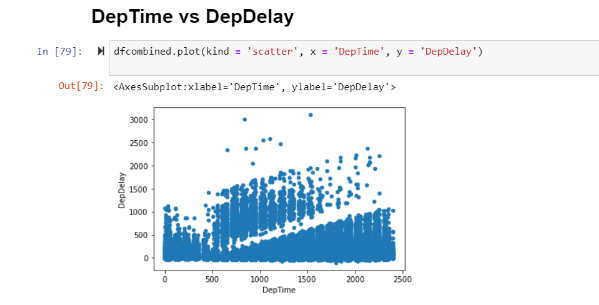 DepTime vs DepDelay
In [79]: dfcombined.plot(kind = 'scatter', x = 'DepTime', y = 'DepDelay')
Out[79]: <AxesSubplot:xlabel='DepTime', ylabel='DepDelay'>
3000
2500
2000
1500
1000
500
0
DepDelay
0 500 1000 1500 2000 2500
DepTime